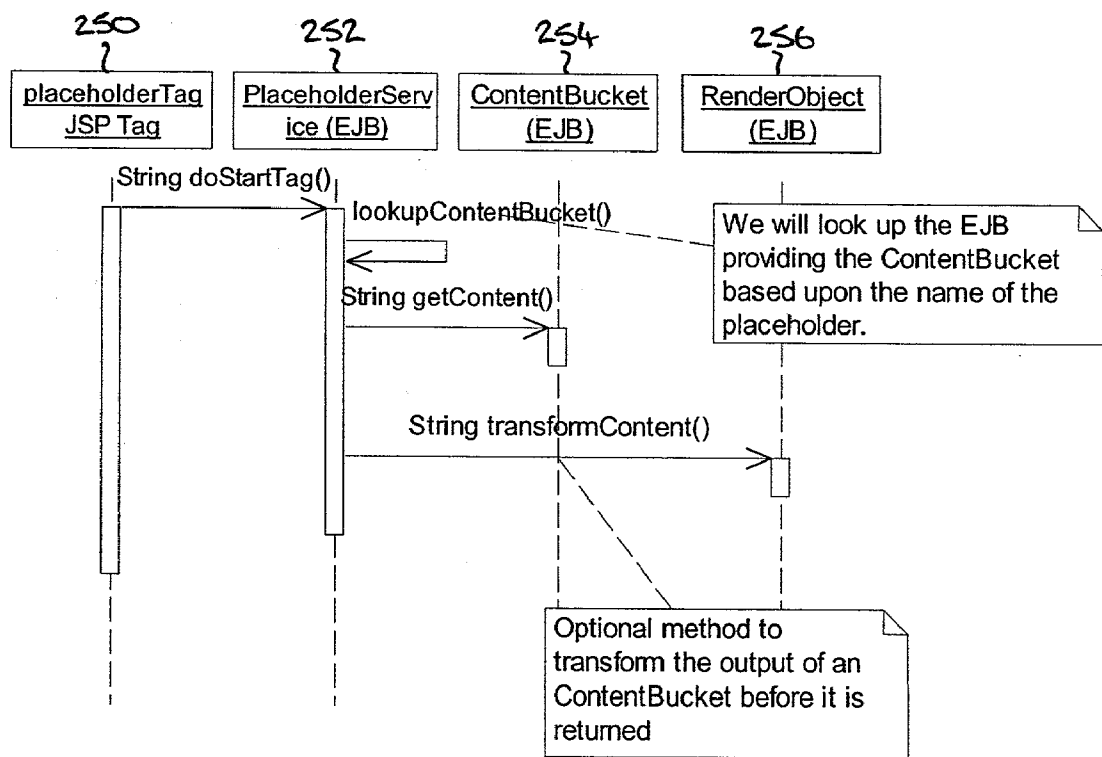 250
252
254
256
placeholderTag
JSP Tag
PlaceholderServ
ice (EJB)
ContentBucket
(EJB)
RenderObject
(EJB)
String doStartTag()
lookupContentBucket()
We will look up the EJB
providing the ContentBucket
based upon the name of the
placeholder.
String getContent()
String transformContent()
Optional method to
transform the output of an
ContentBucket before it is
returned